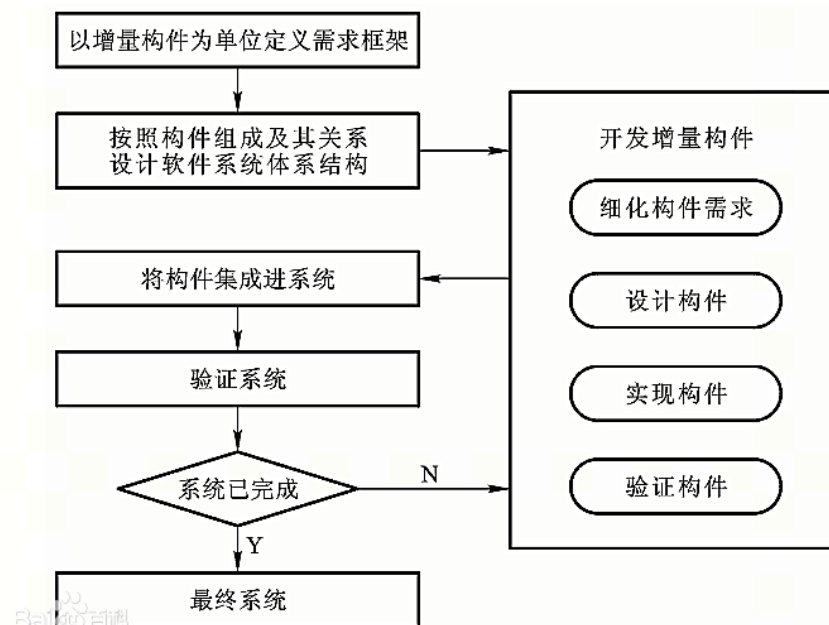 以增量构件为单位定义需求框架
按照构件组成及其关系
设计软件系统体系结构
开发增量构件
细化构件需求
设计构件
实现构件
验证构件
将构件集成进系统
验证系统
系统已完成
N
Y
最终系统